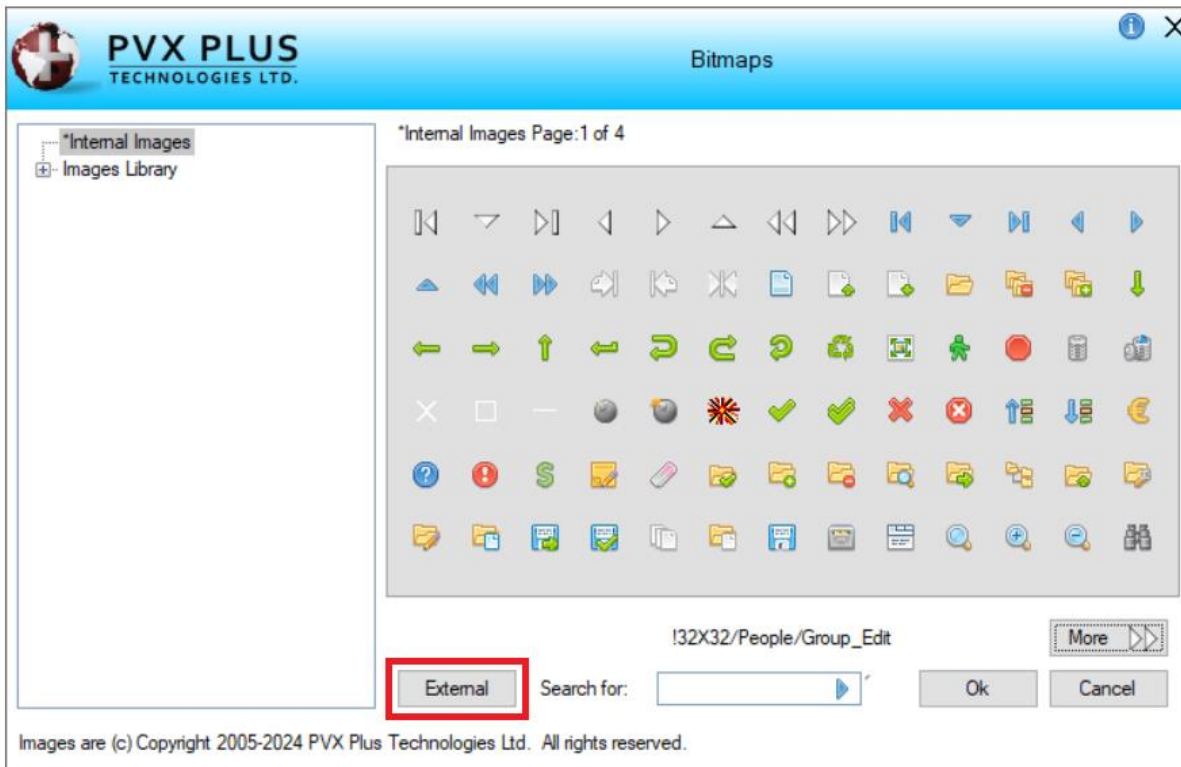 PVX PLUS
TECHNOLOGIES LTD.
Bitmaps
*Internal Images
Images Library
*Internal Images Page:1 of 4
!32X32/People/Group_Edit
More
External
Search for:
Ok
Cancel
Images are (c) Copyright 2005-2024 PVX Plus Technologies Ltd. All rights reserved.